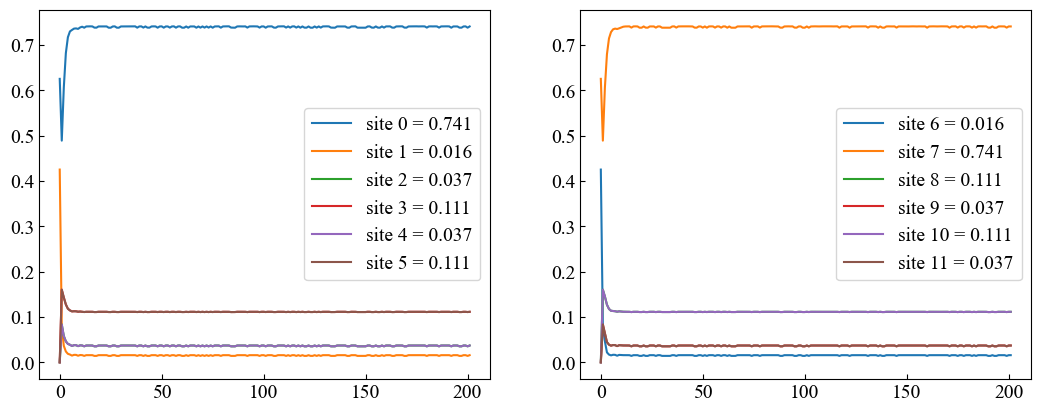 0.7
0.6
0.5
0.4
0.3
0.2
0.1
0.0
0
50
100
150
200
site 0 = 0.741
site 1 = 0.016
site 2 = 0.037
site 3 = 0.111
site 4 = 0.037
site 5 = 0.111
0.7
0.6
0.5
0.4
0.3
0.2
0.1
0.0
0
50
100
150
200
site 6 = 0.016
site 7 = 0.741
site 8 = 0.111
site 9 = 0.037
site 10 = 0.111
site 11 = 0.037